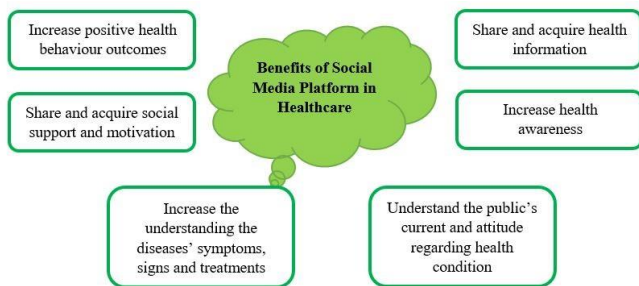 Increase positive health
behaviour outcomes
Share and acquire social
support and motivation
Benefits of Social
Media Platform in
Healthcare
Share and acquire health
information
Increase health
awareness
Increase the
understanding the
diseases’ symptoms,
signs and treatments
Understand the public’s
current and attitude
regarding health
condition